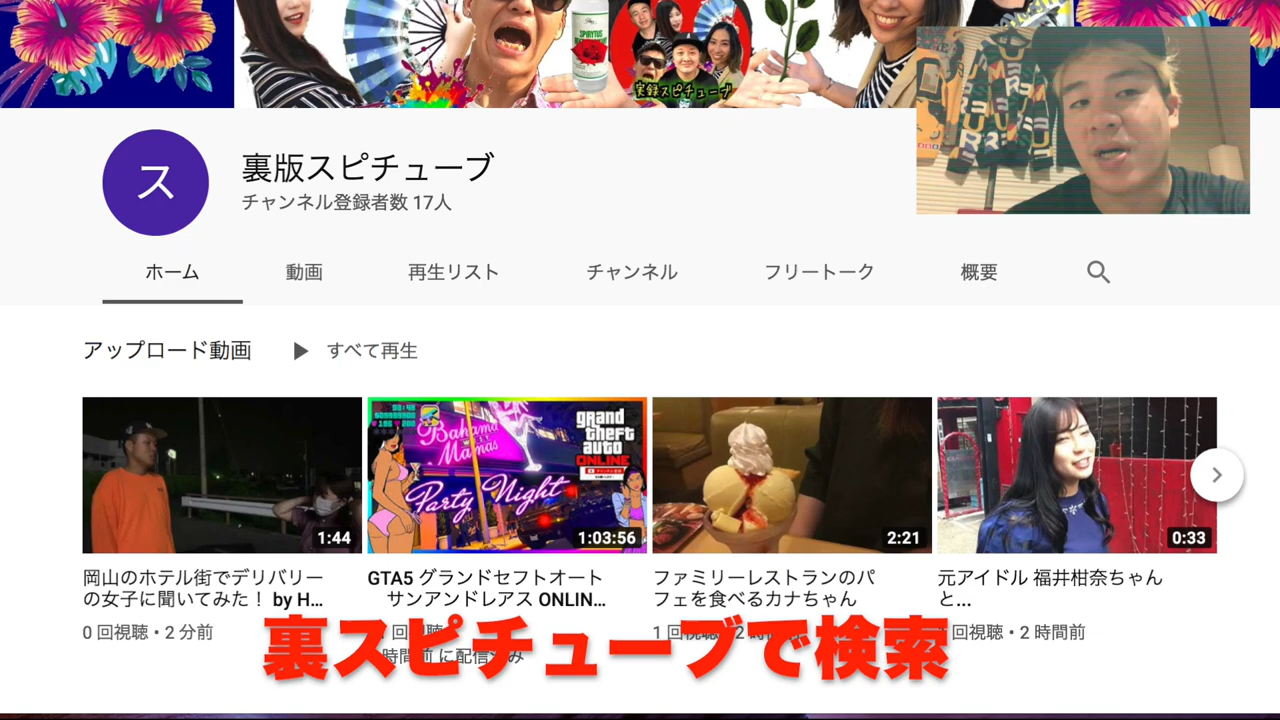 SPIRYTUS
実録スピチューブ
ス
裏版スピチューブ
チャンネル登録者数 17人
ホーム
動画
再生リスト
チャンネル
フリートーク
概要
アップロード動画
すべて再生
1:44
Bahama
Mamas
Party Night
grand
theft
auto
ONLINE
1:03:56
2:21
0:33
岡山のホテル街でデリバリー
の女子に聞いてみた！ by H...
GTA5 グランドセフトオート
サンアンドレアス ONLIN...
ファミリーレストランのパ
フェを食べるカナちゃん
元アイドル 福井柑奈ちゃん
と...
0 回視聴・2 分前
回視聴・2 時間前
時間前 に配信済み
裏スピチューブで検索